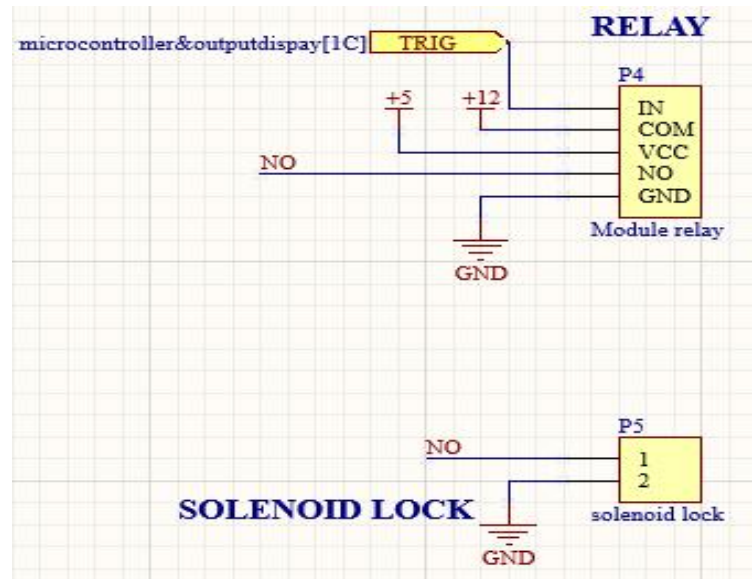 RELAY
microcontroller&outputdispay[1C] TRIG
P4
+5 +12
IN
COM
VCC
NO
NO
GND
Module relay
GND
P5
NO
1
2
SOLENOID LOCK
solenoid lock
GND